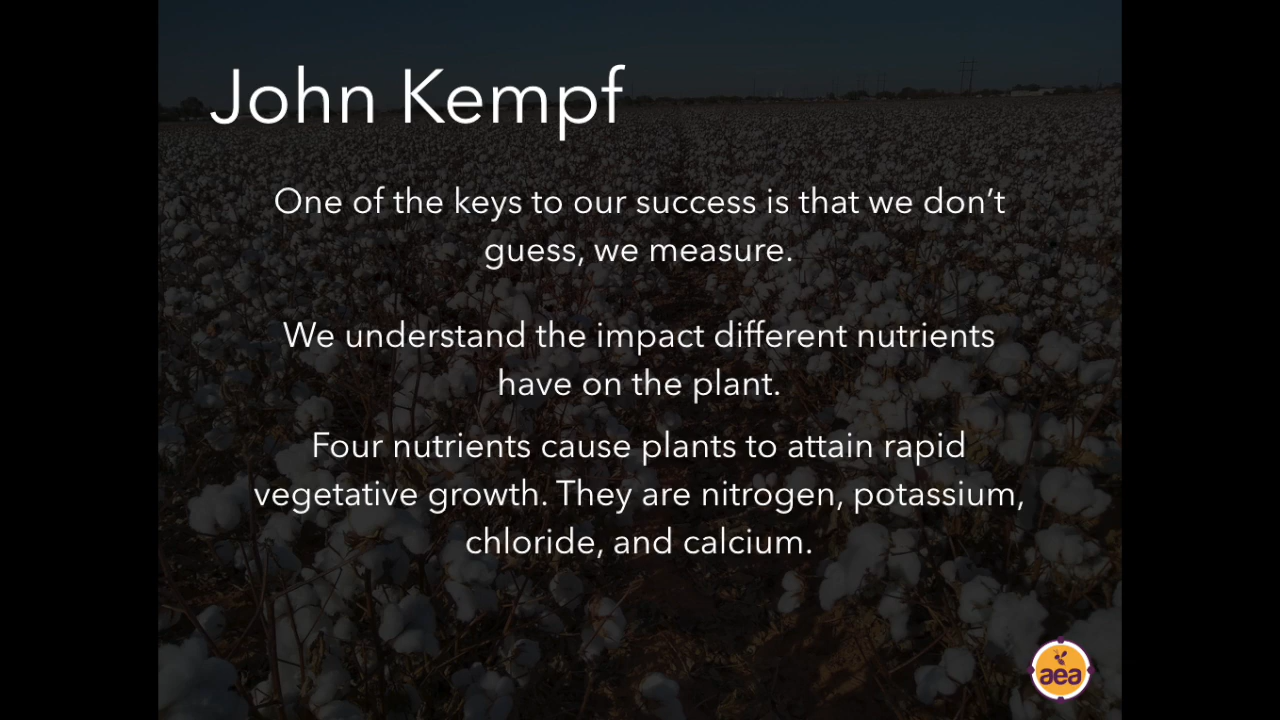 John Kempf
One of the keys to our success is that we don’t
guess, we measure.
We understand the impact different nutrients
have on the plant.
Four nutrients cause plants to attain rapid
vegetative growth. They are nitrogen, potassium,
chloride, and calcium.
aea